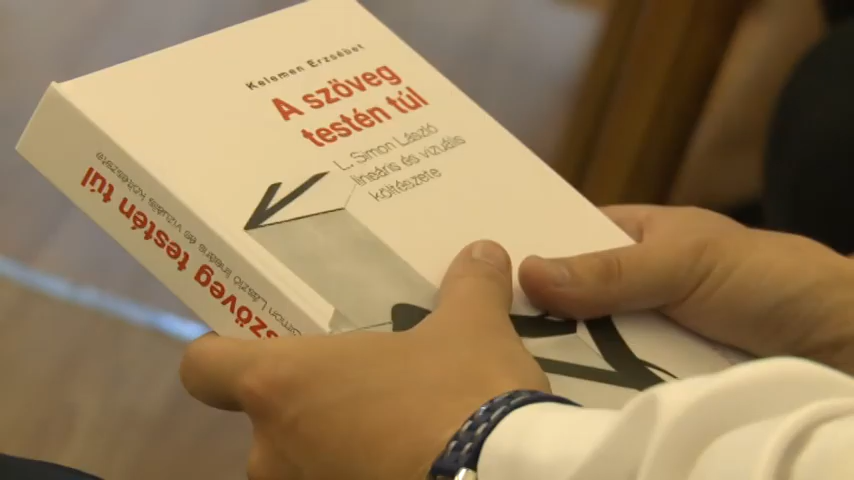 Kelemen Erzsébet
A szöveg
testén túl
L. Simon László
lineáris és vizuális
költészete
szöveg testén túl
Simon László lineáris és vizuális költészete